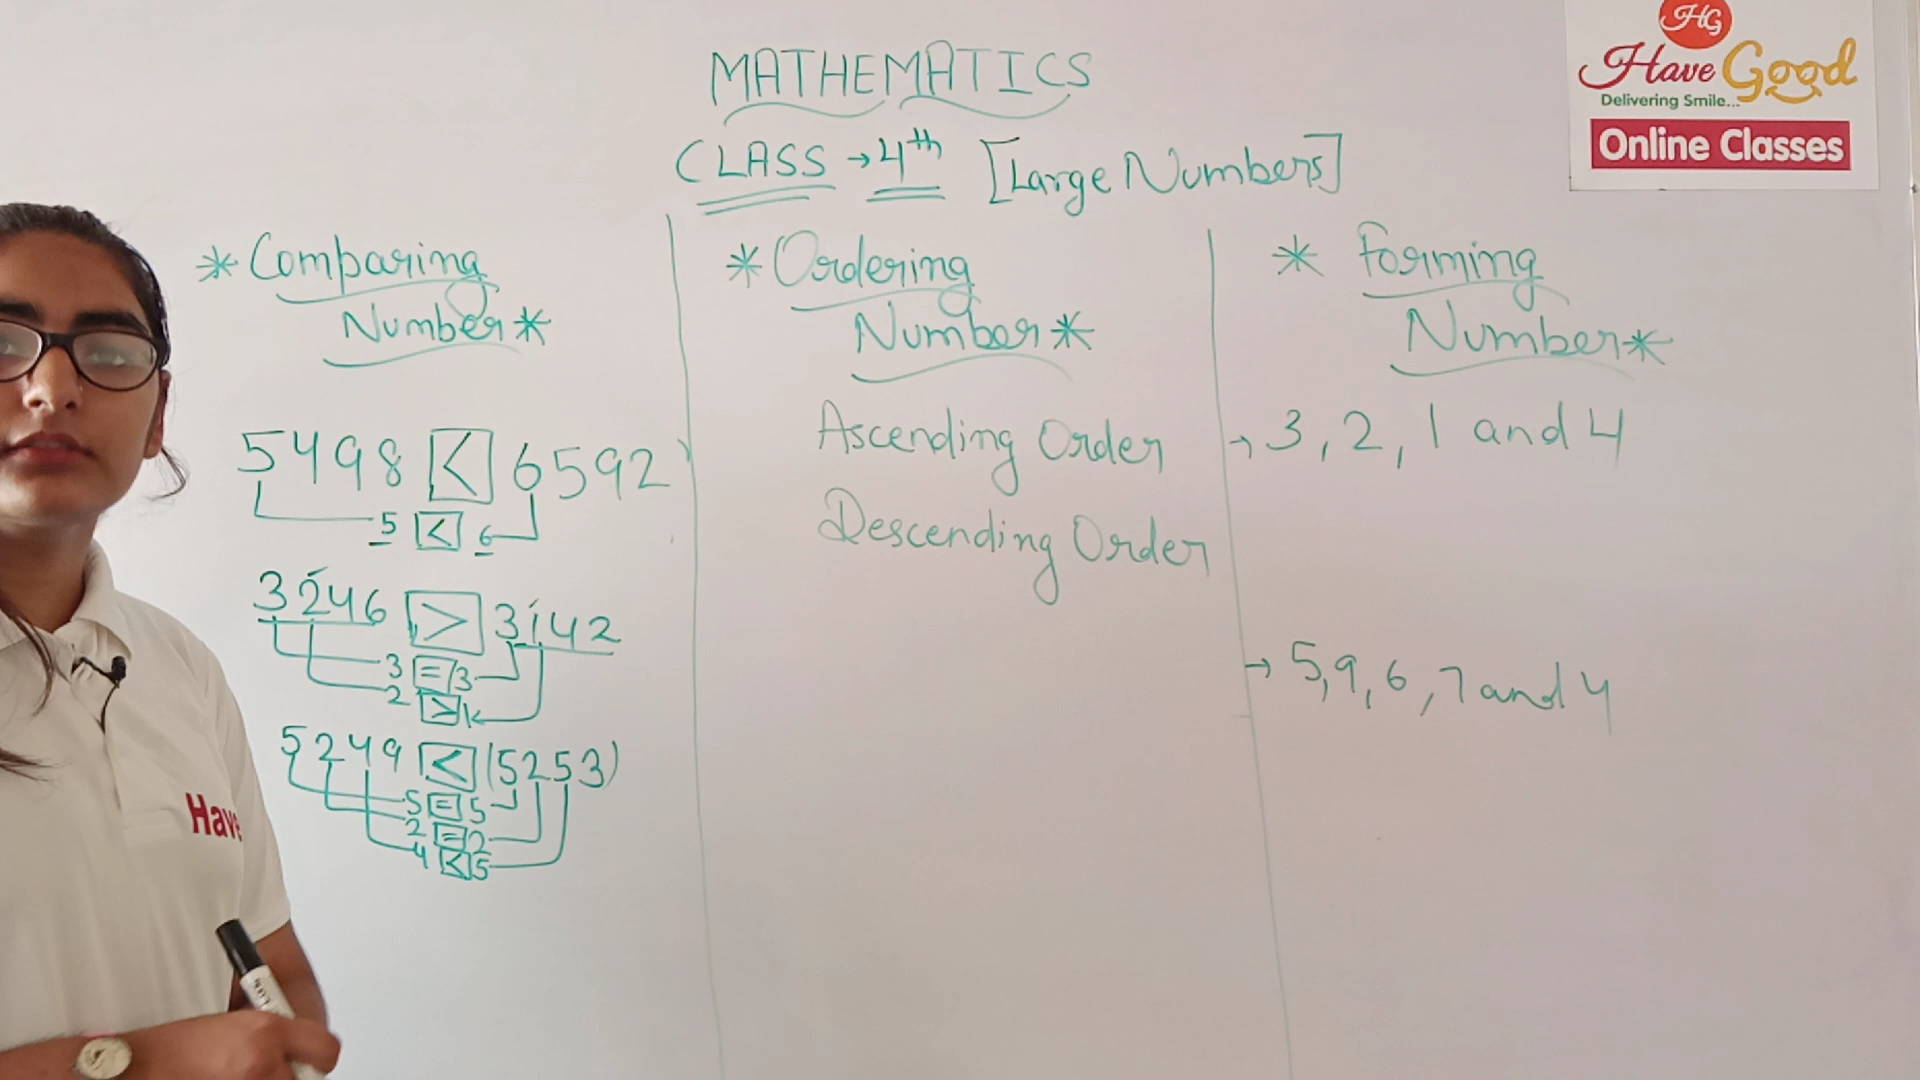 MATHEMATICS
CLASS → 4th [Large Numbers]
* Comparing
Number *
5498 < 6592
5 < 6
3246 > 3142
3 = 3
2 > 1
5249 < (5253)
5 = 5
2 = 2
4 < 5
* Ordering
Number *
Ascending Order
Descending Order
* Forming
Number *
→ 3, 2, 1 and 4
→ 5, 9, 6, 7 and 4
HG
Have Good
Delivering Smile...
Online Classes
Have